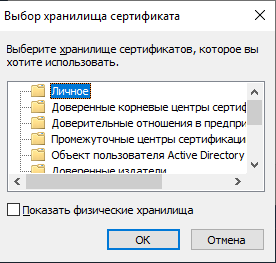 Выбор хранилища сертификата
Выберите хранилище сертификатов, которое вы
хотите использовать.
Личное
Доверенные корневые центры сертиф
Доверительные отношения в предпри
Промежуточные центры сертификаци
Объект пользователя Active Directory
Доверенные издатели
Показать физические хранилища
ОК
Отмена